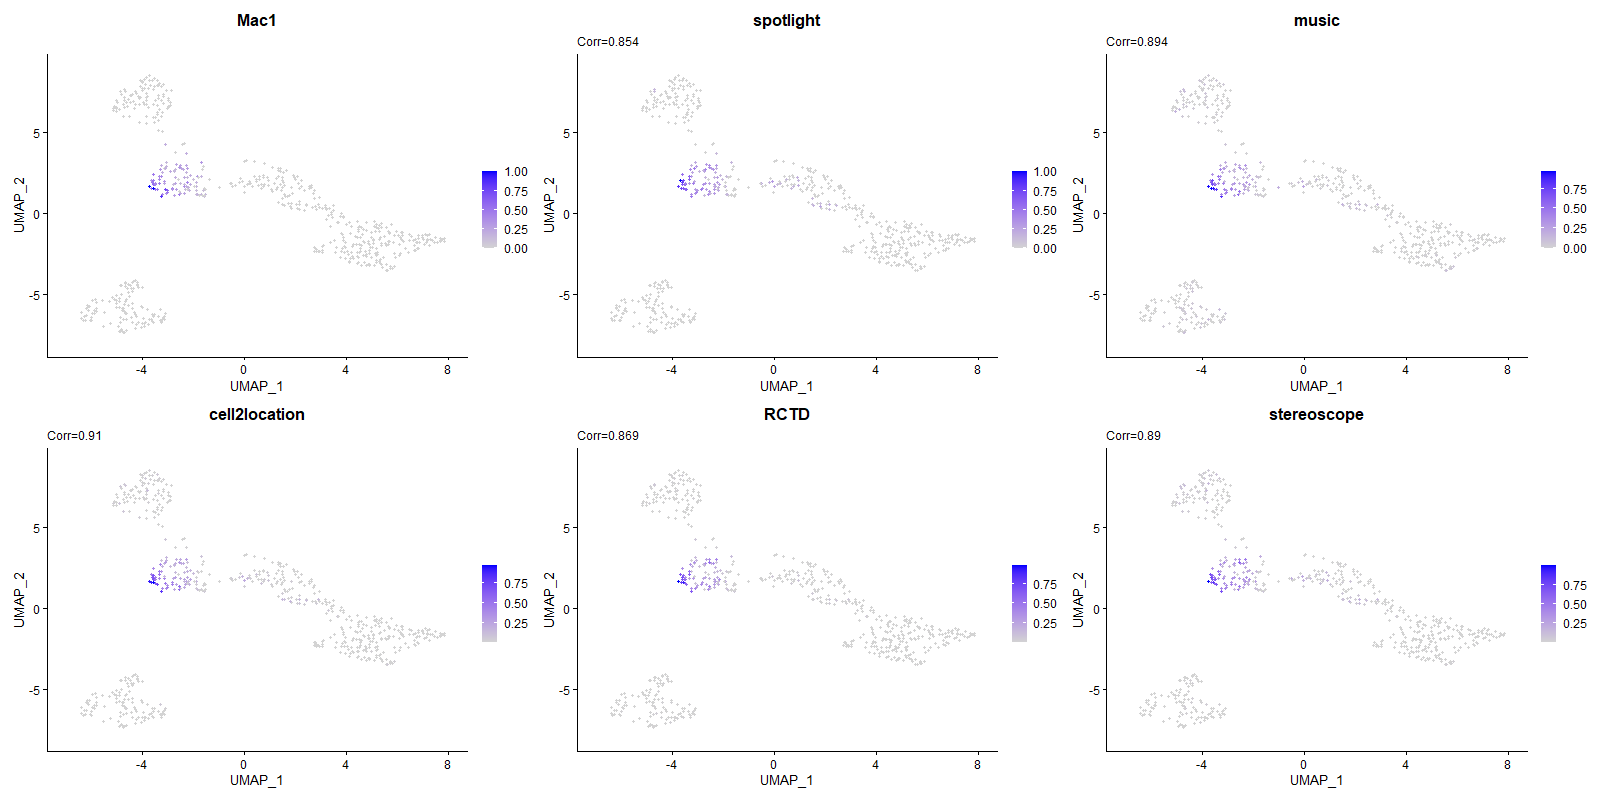 Mac1
UMAP_2
5
0
-5
-4
0
4
8
UMAP_1
1.00
0.75
0.50
0.25
0.00
spotlight
Corr=0.854
UMAP_2
5
0
-5
-4
0
4
8
UMAP_1
1.00
0.75
0.50
0.25
0.00
music
Corr=0.894
UMAP_2
5
0
-5
-4
0
4
8
UMAP_1
0.75
0.50
0.25
0.00
cell2location
Corr=0.91
UMAP_2
5
0
-5
-4
0
4
8
UMAP_1
0.75
0.50
0.25
RCTD
Corr=0.869
UMAP_2
5
0
-5
-4
0
4
8
UMAP_1
0.75
0.50
0.25
stereoscope
Corr=0.89
UMAP_2
5
0
-5
-4
0
4
8
UMAP_1
0.75
0.50
0.25